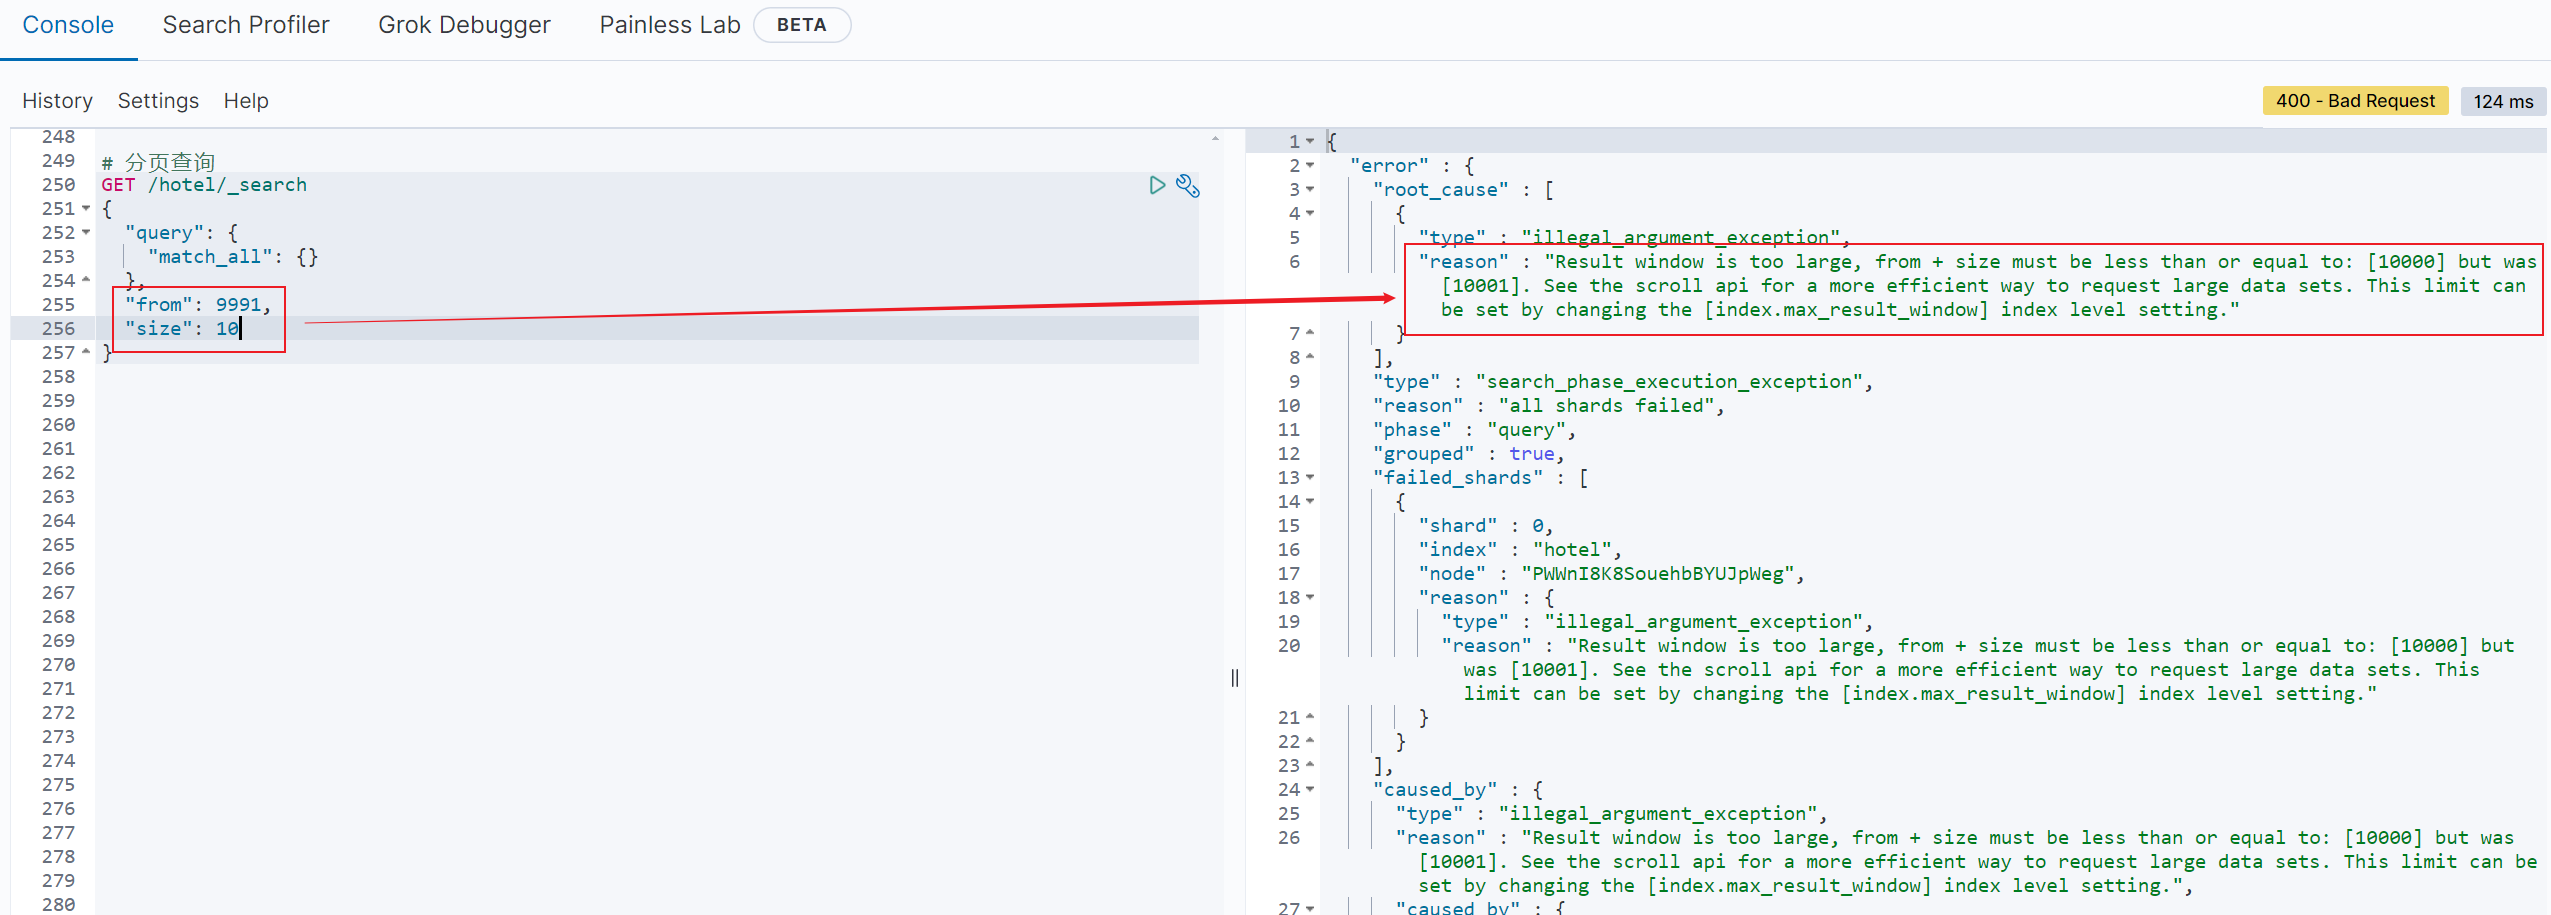 Console Search Profiler Grok Debugger Painless Lab BETA
History Settings Help
400 - Bad Request 124 ms
248
249 # 分页查询
250 GET /hotel/_search
251 {
252 "query": {
253 "match_all": {}
254 },
255 "from": 9991,
256 "size": 10
257 }
258
259
260
261
262
263
264
265
266
267
268
269
270
271
272
273
274
275
276
277
278
279
280
1 {
2 "error" : {
3 "root_cause" : [
4 {
5 "type" : "illegal_argument_exception",
6 "reason" : "Result window is too large, from + size must be less than or equal to: [10000] but was
[10001]. See the scroll api for a more efficient way to request large data sets. This limit can
be set by changing the [index.max_result_window] index level setting."
7 }
8 ],
9 "type" : "search_phase_execution_exception",
10 "reason" : "all shards failed",
11 "phase" : "query",
12 "grouped" : true,
13 "failed_shards" : [
14 {
15 "shard" : 0,
16 "index" : "hotel",
17 "node" : "PWWnI8K8SouehbBYUJpWeg",
18 "reason" : {
19 "type" : "illegal_argument_exception",
20 "reason" : "Result window is too large, from + size must be less than or equal to: [10000] but
was [10001]. See the scroll api for a more efficient way to request large data sets. This
limit can be set by changing the [index.max_result_window] index level setting."
21 }
22 }
23 ],
24 "caused_by" : {
25 "type" : "illegal_argument_exception",
26 "reason" : "Result window is too large, from + size must be less than or equal to: [10000] but was
[10001]. See the scroll api for a more efficient way to request large data sets. This limit can be
set by changing the [index.max_result_window] index level setting.",
27 "caused_by" : {